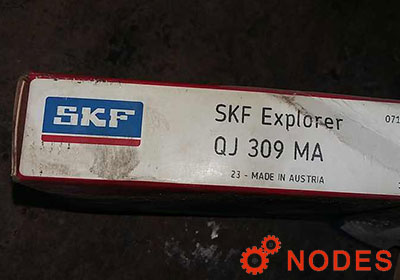 SKF
SKF Explorer
071
QJ 309 MA
23 - MADE IN AUSTRIA
NODES